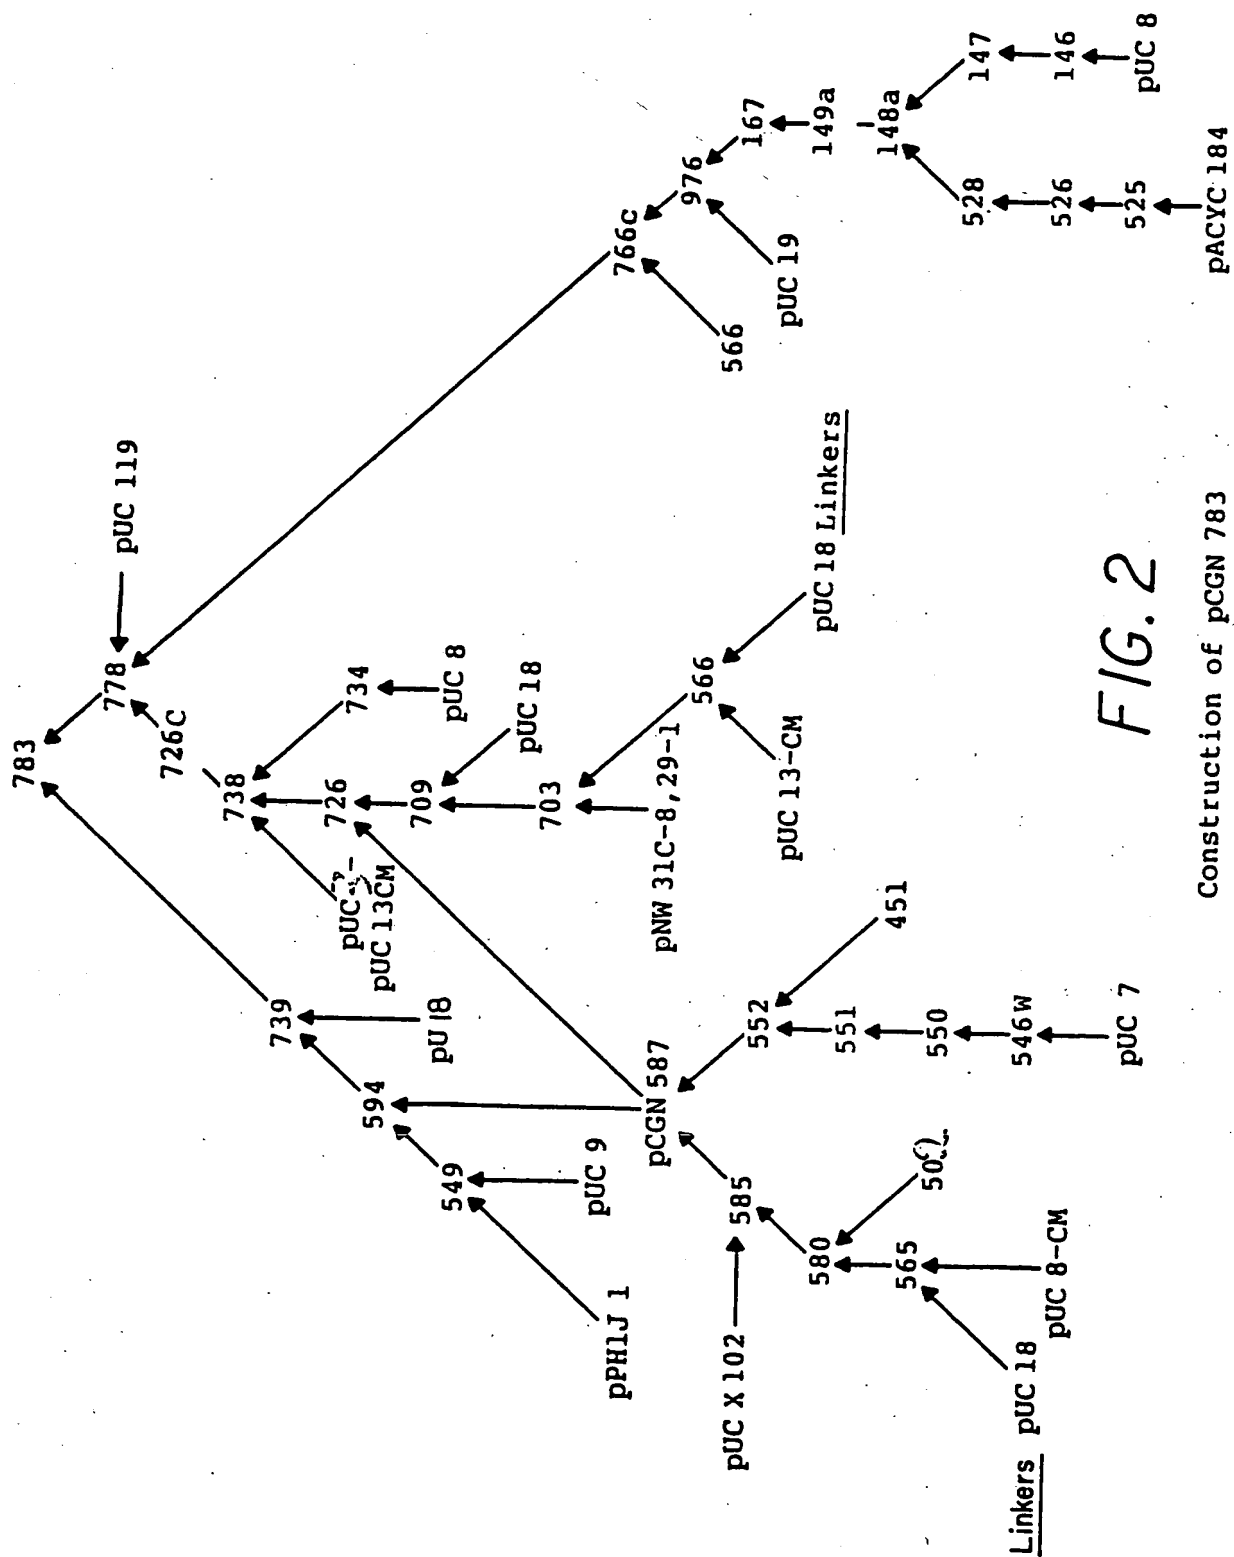 783
778
pUC 119
726C
738
734
pUC 8
726
709
pUC 18
703
pNW 31C-8,29-1
566
pUC 13-CM
pUC 18 Linkers
pUC 13CM
739
pU18
594
549
pUC 9
pPH1J 1
pCGN 587
585
pUC X 102
580
565
pUC 8-CM
Linkers pUC 18
552
451
551
550
546W
pUC 7
766c
566
976
pUC 19
167
149a
148a
147
146
pUC 8
528
526
525
pACYC 184
FIG. 2
Construction of pCGN 783